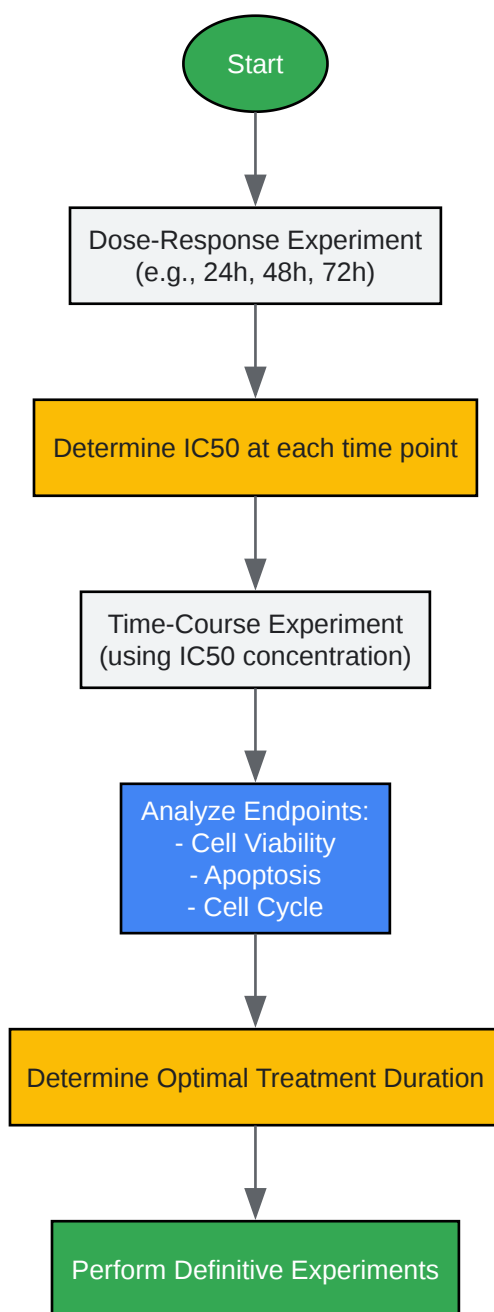 Start
Dose-Response Experiment
(e.g., 24h, 48h, 72h)
Determine IC50 at each time point
Time-Course Experiment
(using IC50 concentration)
Analyze Endpoints:
- Cell Viability
- Apoptosis
- Cell Cycle
Determine Optimal Treatment Duration
Perform Definitive Experiments